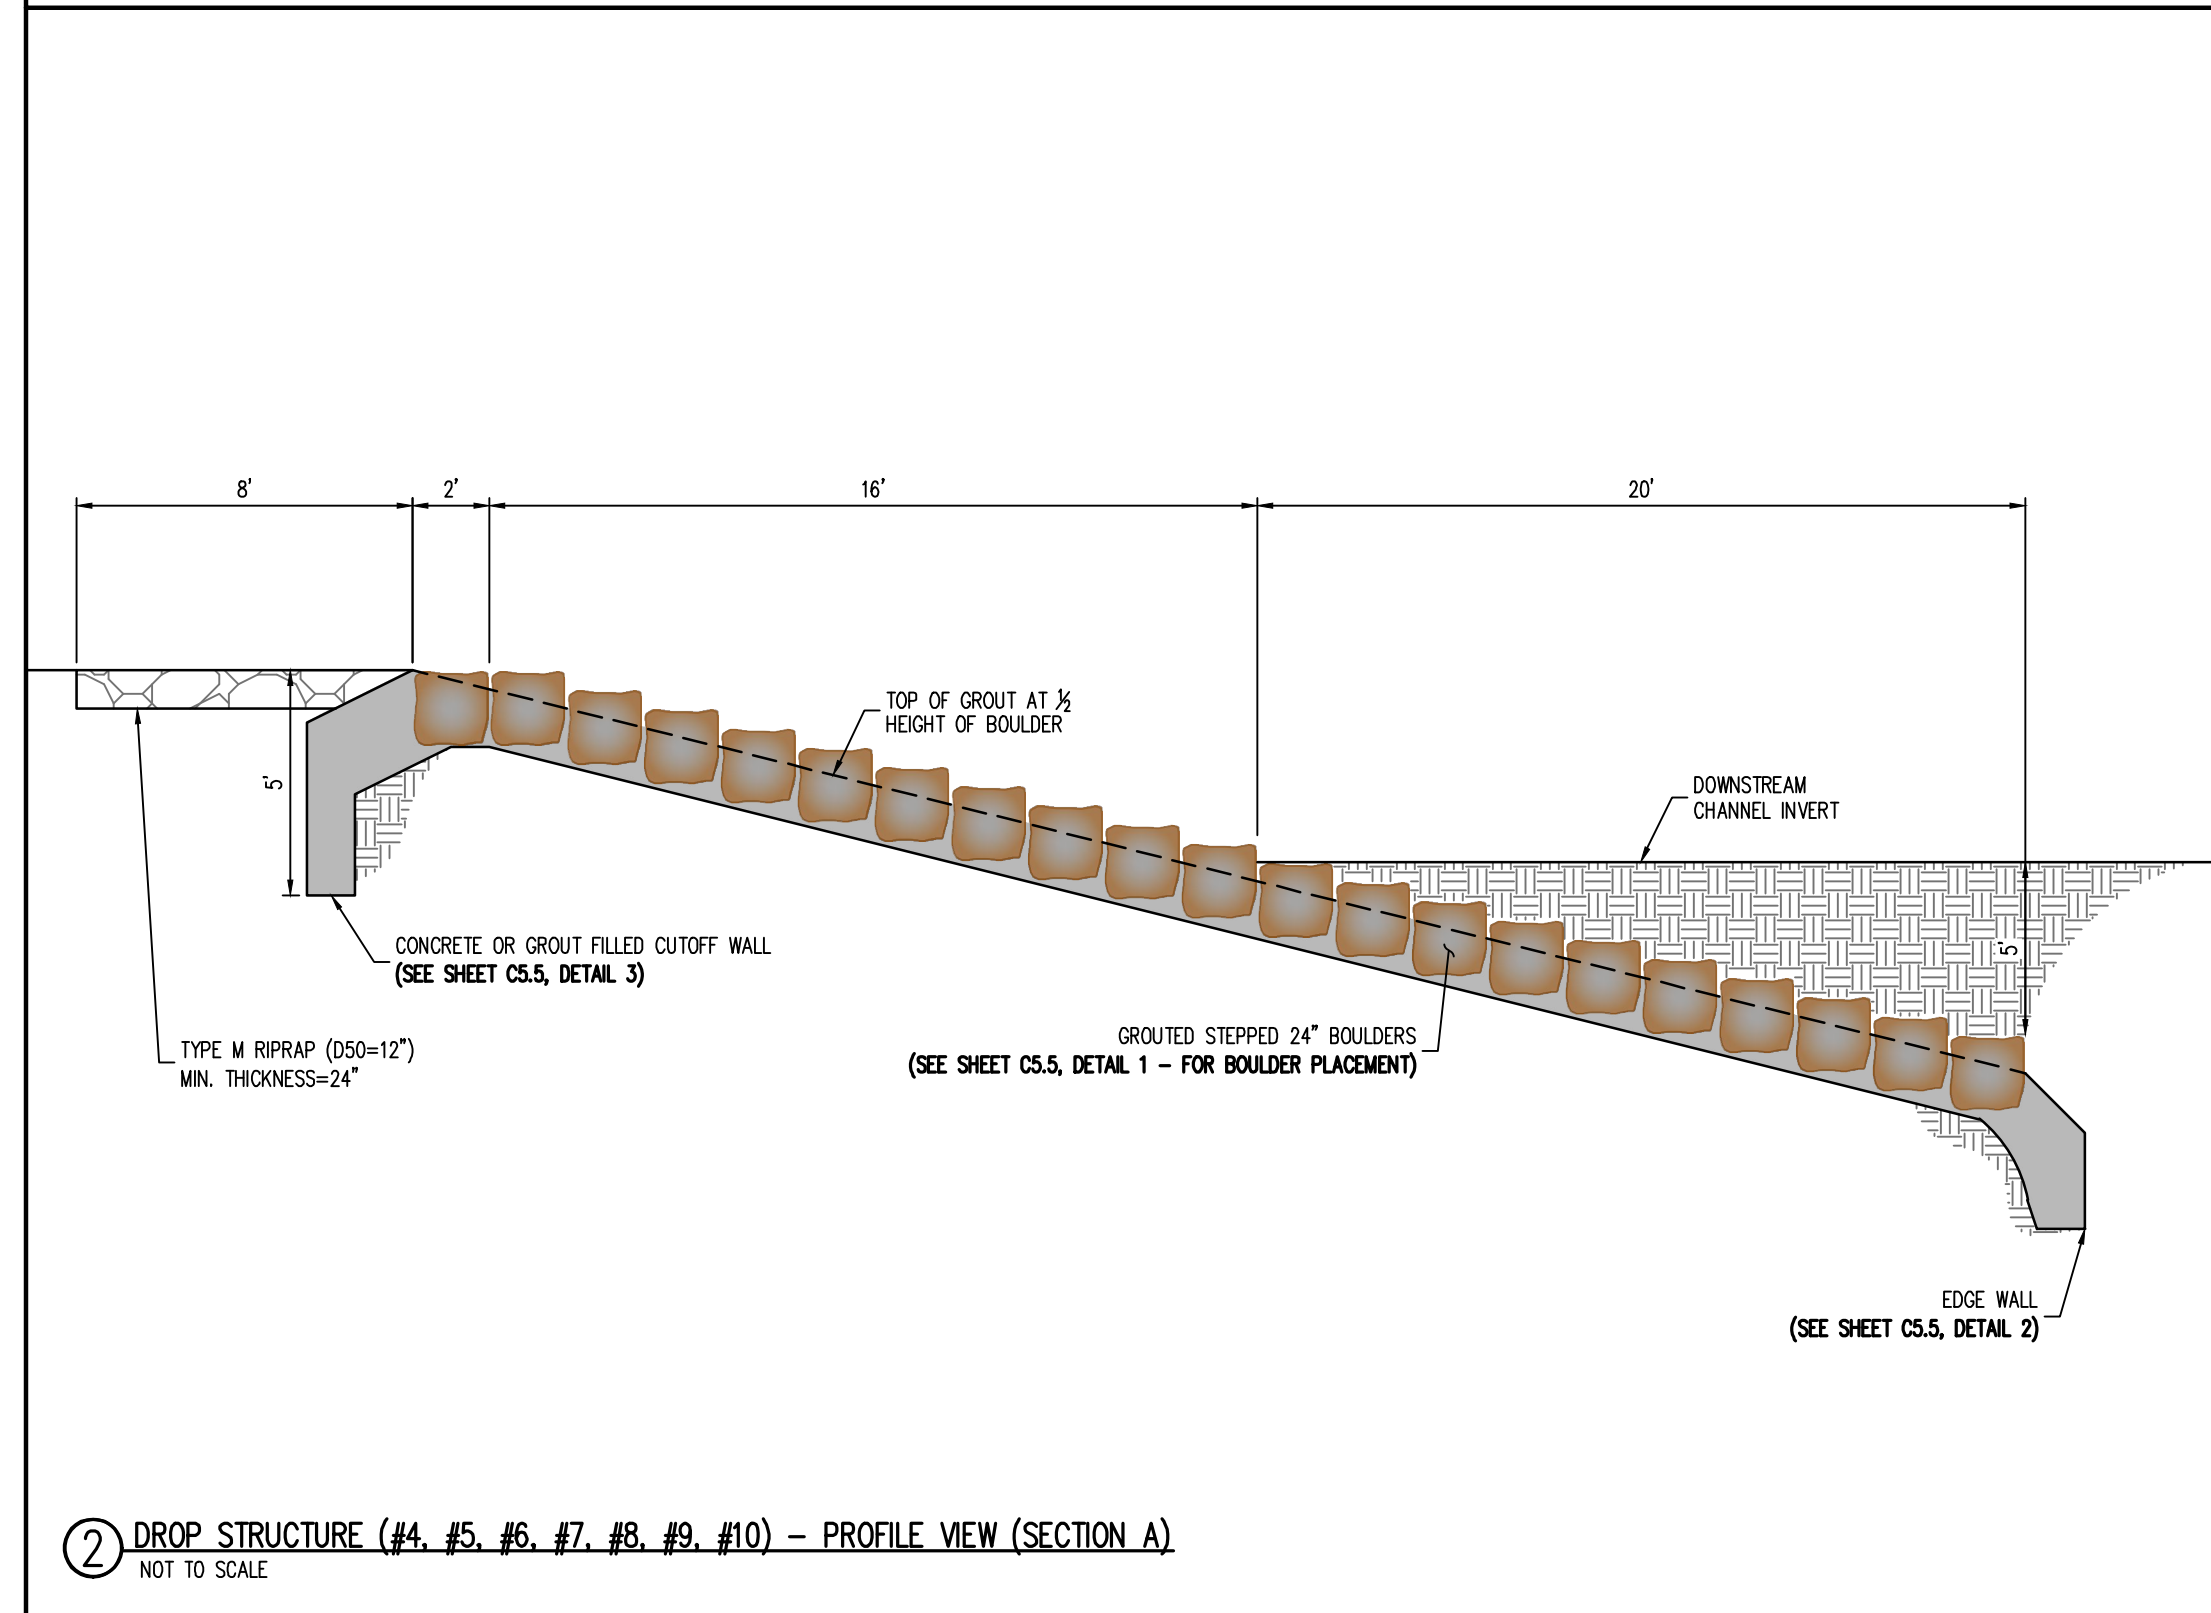 8'
2'
16'
20'
TOP OF GROUT AT ½
HEIGHT OF BOULDER
5'
DOWNSTREAM
CHANNEL INVERT
5'
CONCRETE OR GROUT FILLED CUTOFF WALL
(SEE SHEET C5.5, DETAIL 3)
GROUTED STEPPED 24" BOULDERS
(SEE SHEET C5.5, DETAIL 1 – FOR BOULDER PLACEMENT)
TYPE M RIPRAP (D50=12")
MIN. THICKNESS=24"
EDGE WALL
(SEE SHEET C5.5, DETAIL 2)
2 DROP STRUCTURE (#4, #5, #6, #7, #8, #9, #10) – PROFILE VIEW (SECTION A)
NOT TO SCALE